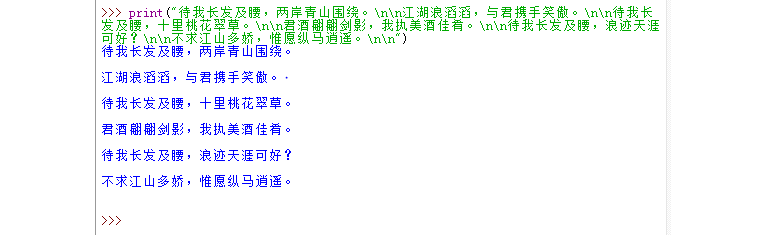 >>> print("待我长发及腰，两岸青山围绕。\n\n江湖浪滔滔，与君携手笑傲。\n\n待我长
发及腰，十里桃花翠草。\n\n君酒翩翩剑影，我执美酒佳肴。\n\n待我长发及腰，浪迹天涯
可好？\n\n不求江山多娇，惟愿纵马逍遥。\n\n")
待我长发及腰，两岸青山围绕。
江湖浪滔滔，与君携手笑傲。
待我长发及腰，十里桃花翠草。
君酒翩翩剑影，我执美酒佳肴。
待我长发及腰，浪迹天涯可好？
不求江山多娇，惟愿纵马逍遥。
>>>